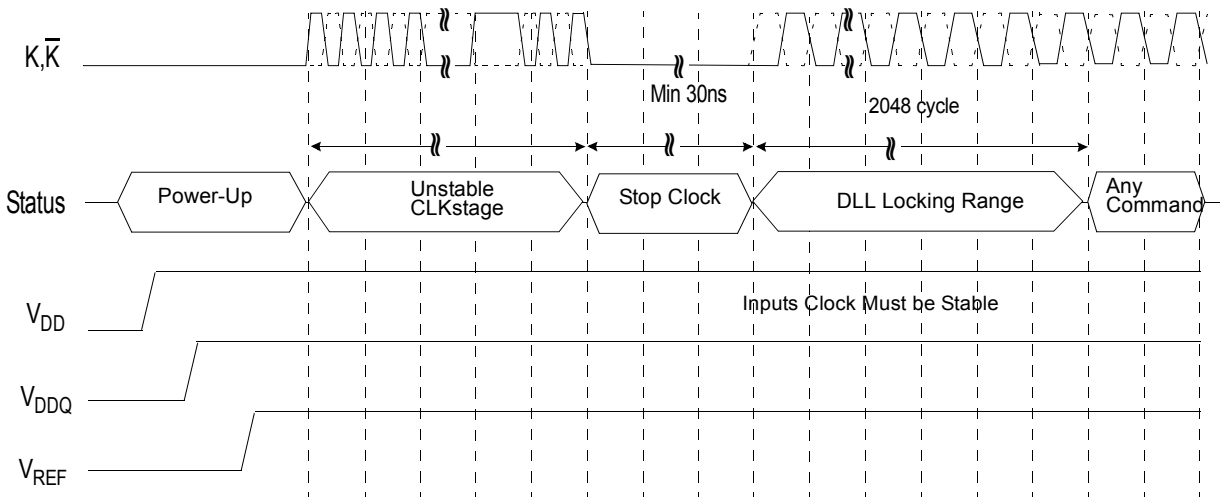 K,K̅
Min 30ns
2048 cycle
Status
Power-Up
Unstable
CLKstage
Stop Clock
DLL Locking Range
Any
Command
VDD
Inputs Clock Must be Stable
VDDQ
VREF